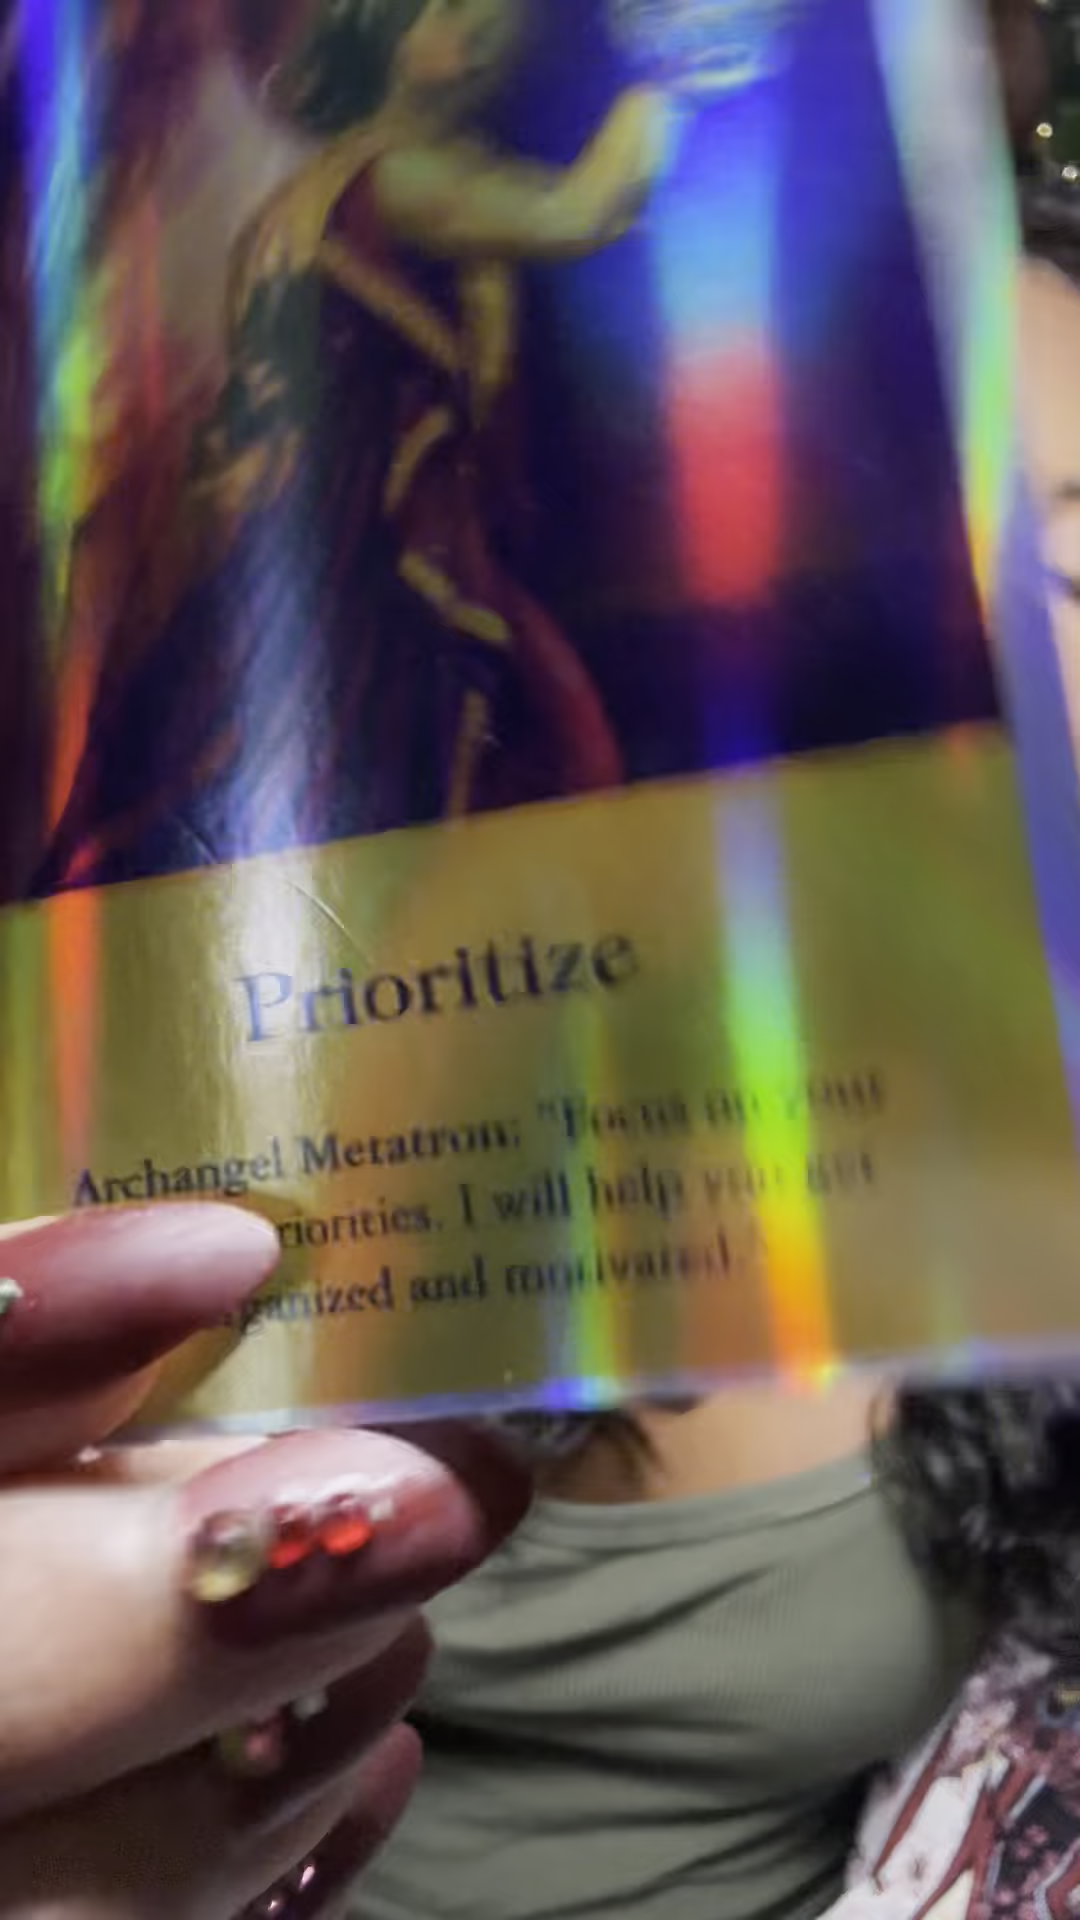 Prioritize
Archangel Metatron: "Focus on your
riorities. I will help you get
ganized and motivated."